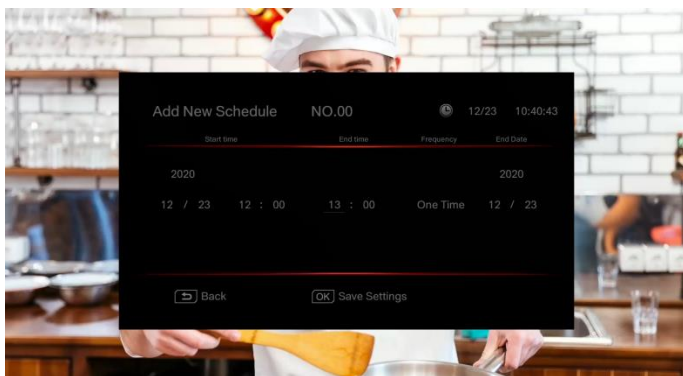 Add New Schedule NO.00 12/23 10:40:43
Start time End time Frequency End Date
2020 2020
12 / 23 12 : 00 13 : 00 One Time 12 / 23
Back OK Save Settings